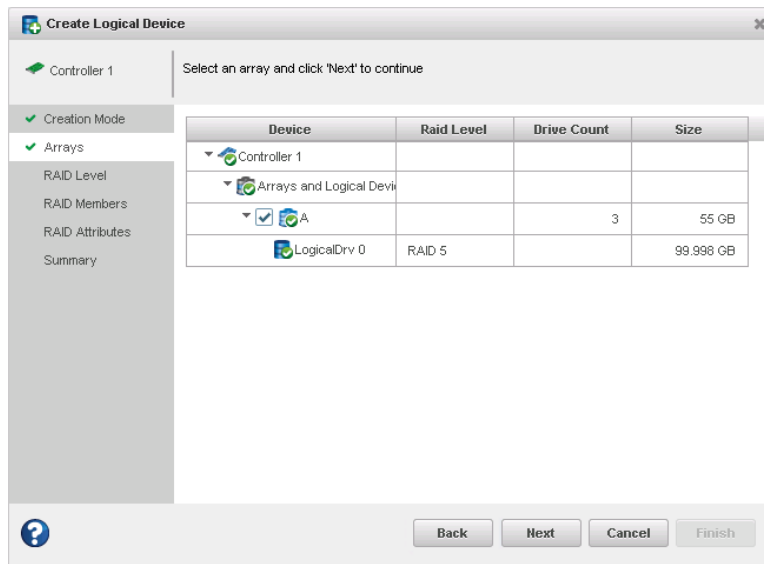 Create Logical Device
Controller 1
Select an array and click 'Next' to continue
Creation Mode
Arrays
RAID Level
RAID Members
RAID Attributes
Summary
Device Raid Level Drive Count Size
Controller 1
Arrays and Logical Devi
A 3 55 GB
LogicalDrv 0 RAID 5 99.998 GB
? Back Next Cancel Finish